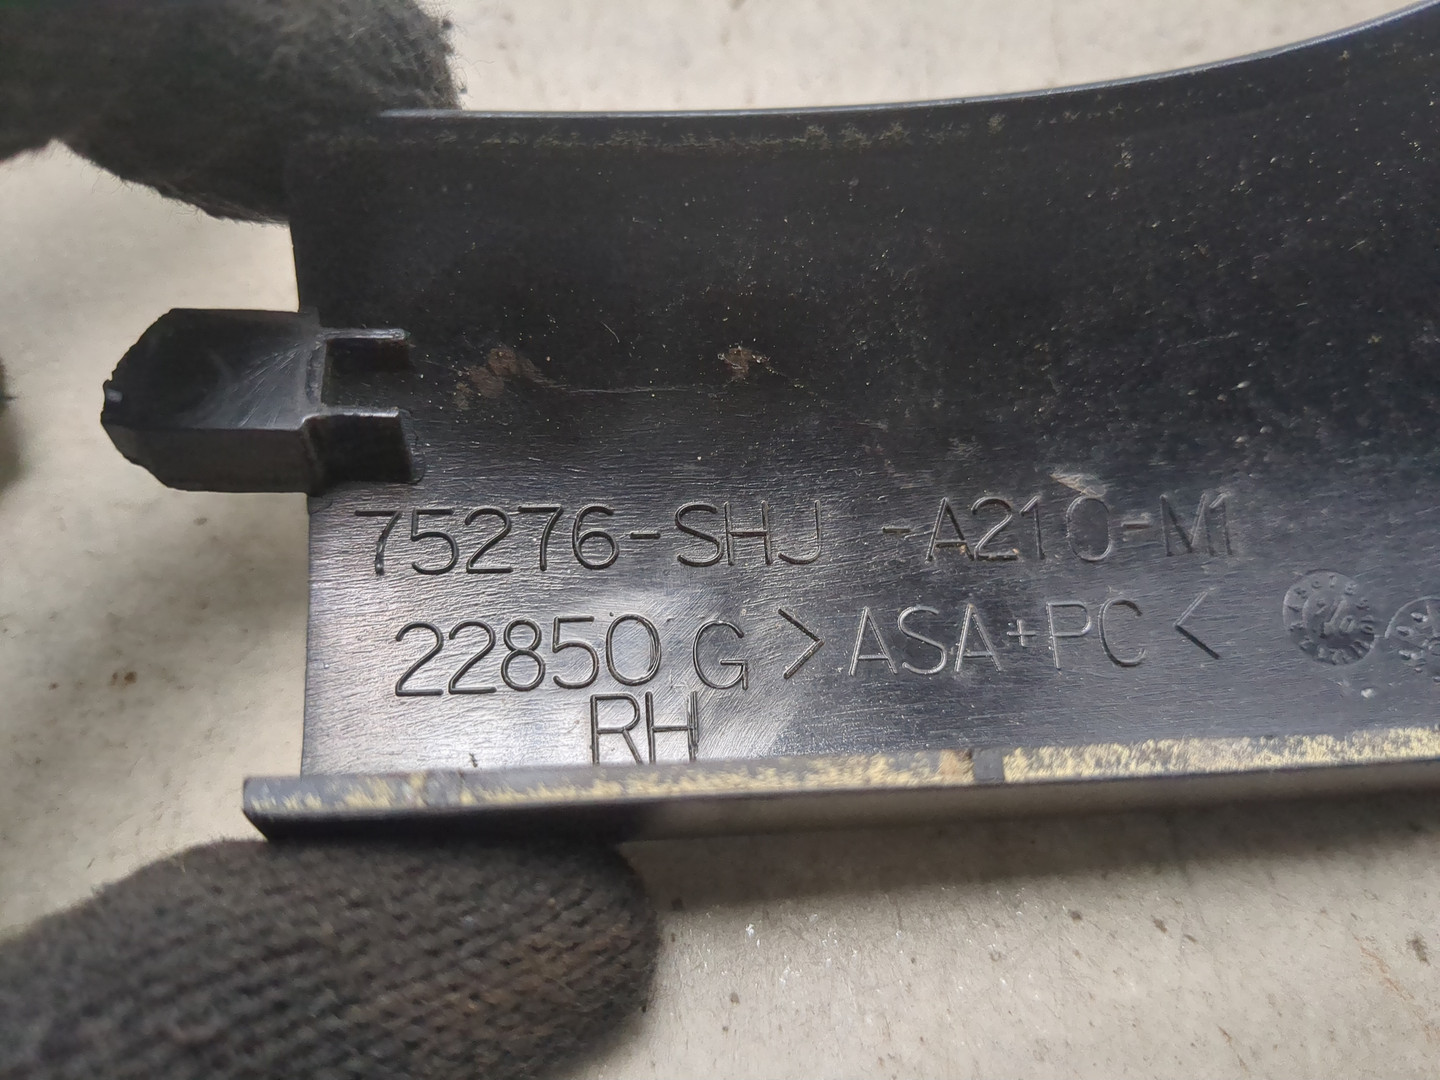 75276-SHJ -A210-M1
22850 G >ASA+PC<
RH